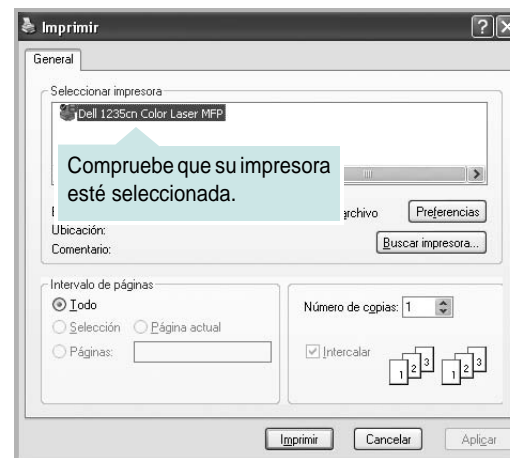 Imprimir
General
Seleccionar impresora
Dell 1235cn Color Laser MFP
Compruebe que su impresora
esté seleccionada.
archivo Preferencias
Ubicación:
Comentario: Buscar impresora...
Intervalo de páginas
Todo
Selección Página actual
Páginas:
Número de copias: 1
Intercalar
1 2 3 1 2 3
Imprimir Cancelar Aplicar